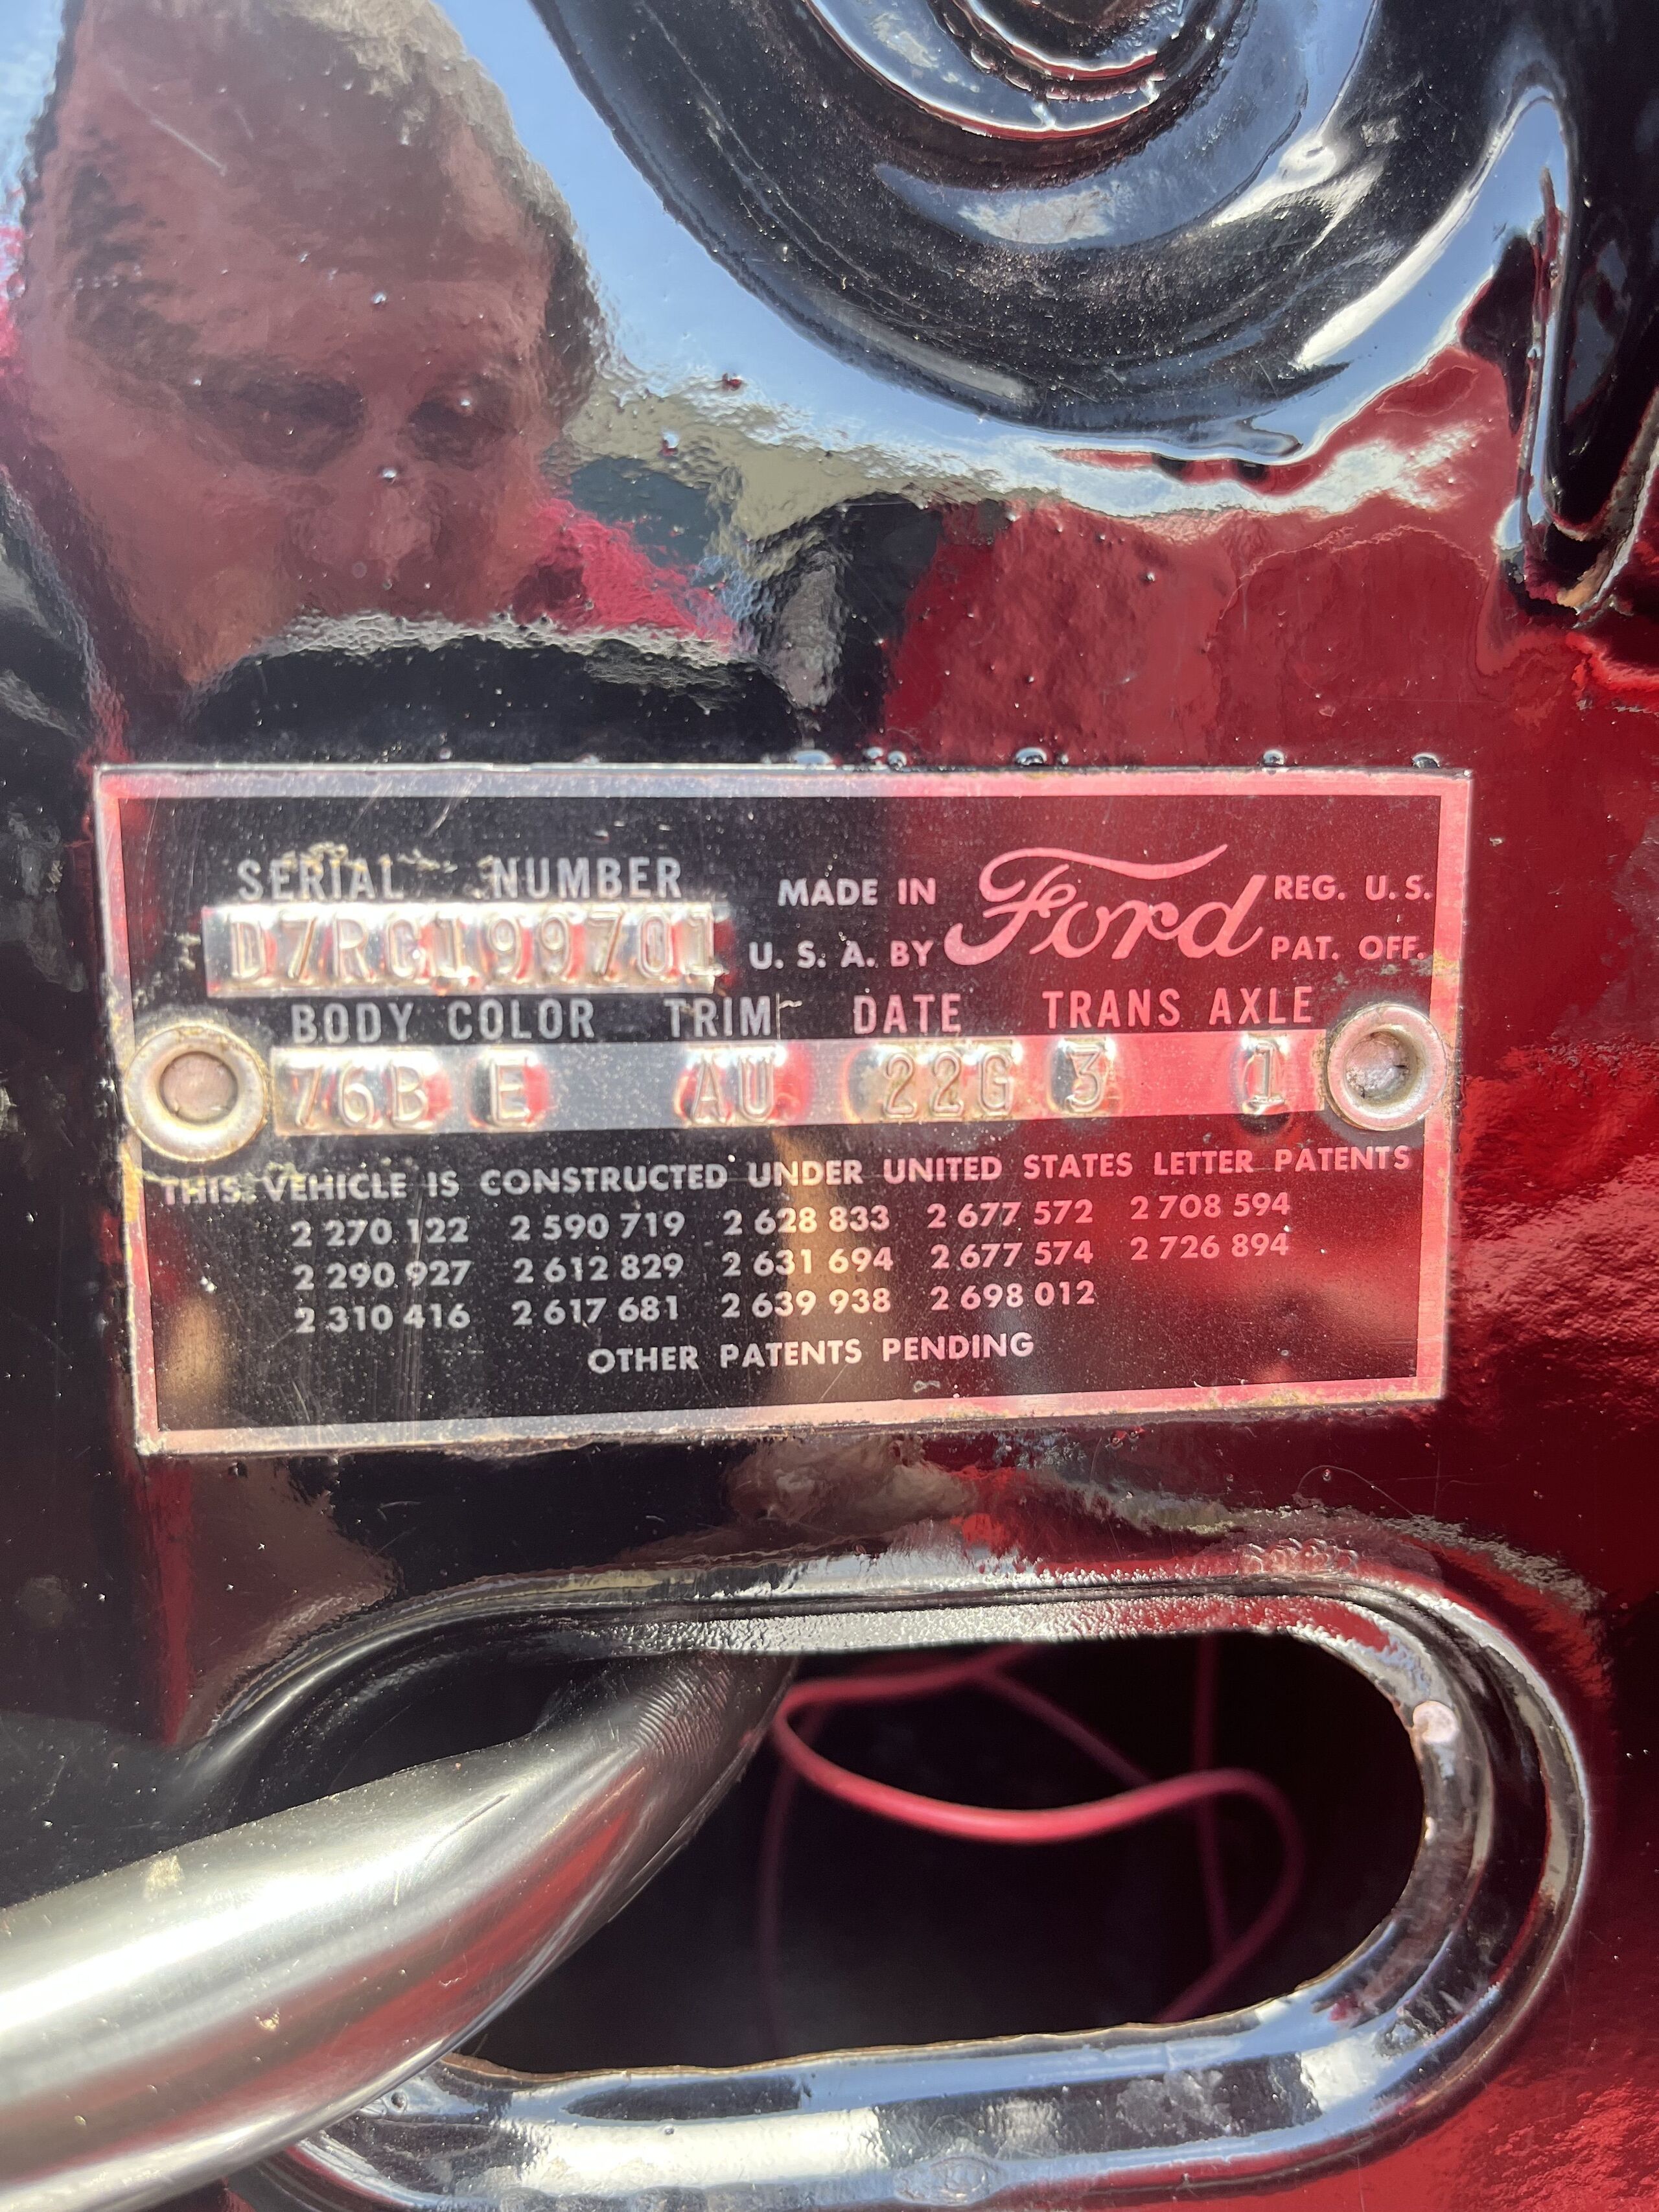 SERIAL NUMBER
D7RC199701
MADE IN Ford REG. U. S.
U. S. A. BY PAT. OFF.
BODY COLOR TRIM DATE TRANS AXLE
76B E AU 22G 3 1
THIS VEHICLE IS CONSTRUCTED UNDER UNITED STATES LETTER PATENTS
2 270 122 2 590 719 2 628 833 2 677 572 2 708 594
2 290 927 2 612 829 2 631 694 2 677 574 2 726 894
2 310 416 2 617 681 2 639 938 2 698 012
OTHER PATENTS PENDING